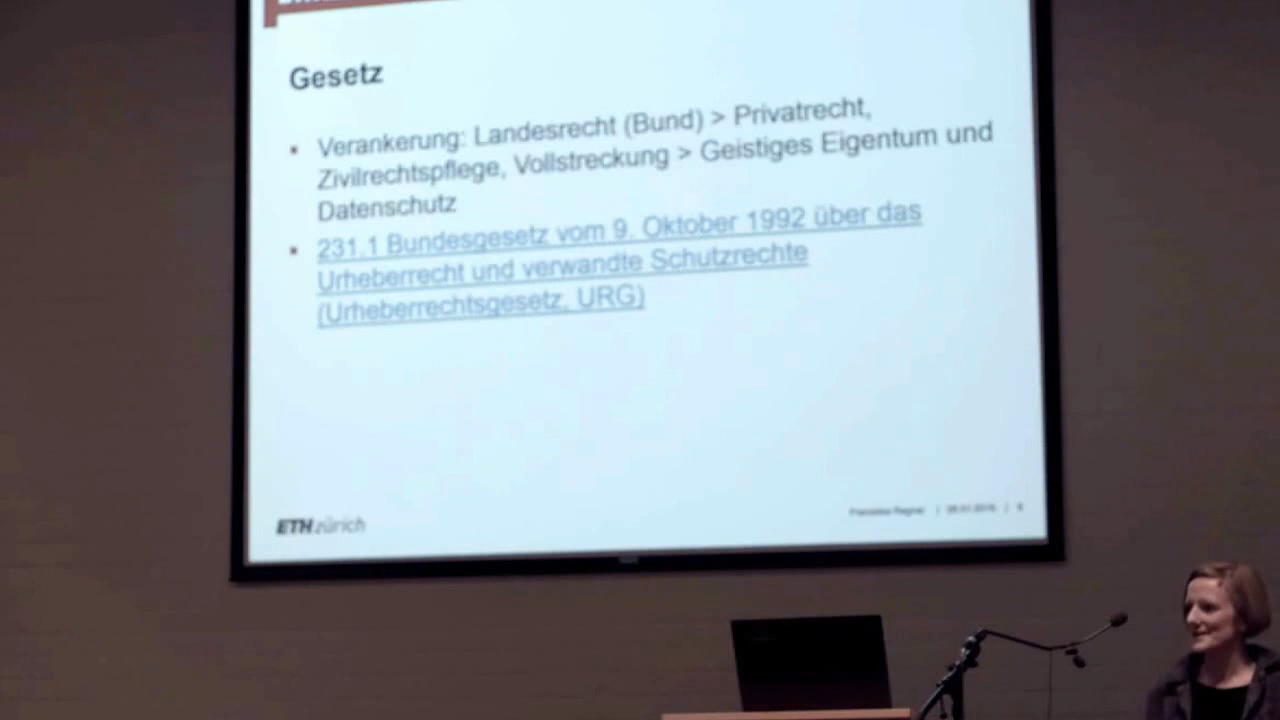 Gesetz
▪ Verankerung: Landesrecht (Bund) > Privatrecht,
Zivilrechtspflege, Vollstreckung > Geistiges Eigentum und
Datenschutz
▪ 231.1 Bundesgesetz vom 9. Oktober 1992 über das
Urheberrecht und verwandte Schutzrechte
(Urheberrechtsgesetz, URG)
ETH zürich